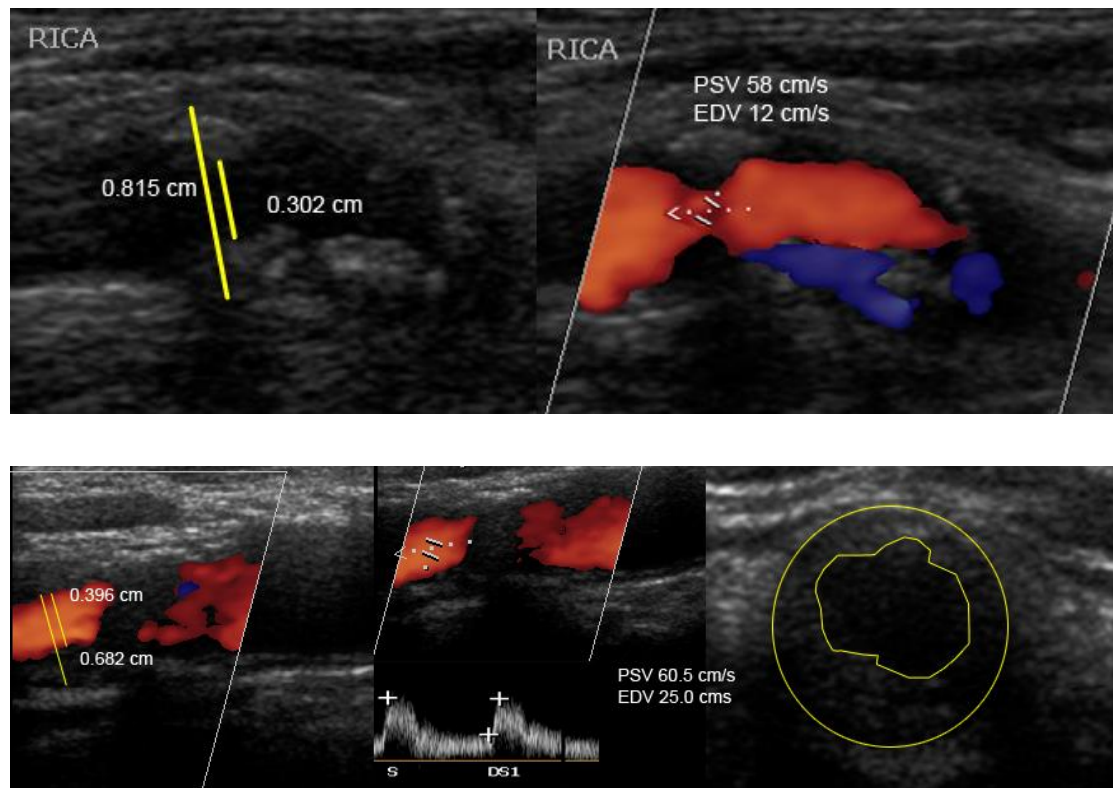 RICA
0.815 cm
0.302 cm
RICA
PSV 58 cm/s
EDV 12 cm/s
0.396 cm
0.682 cm
PSV 60.5 cm/s
EDV 25.0 cms
S
DS1